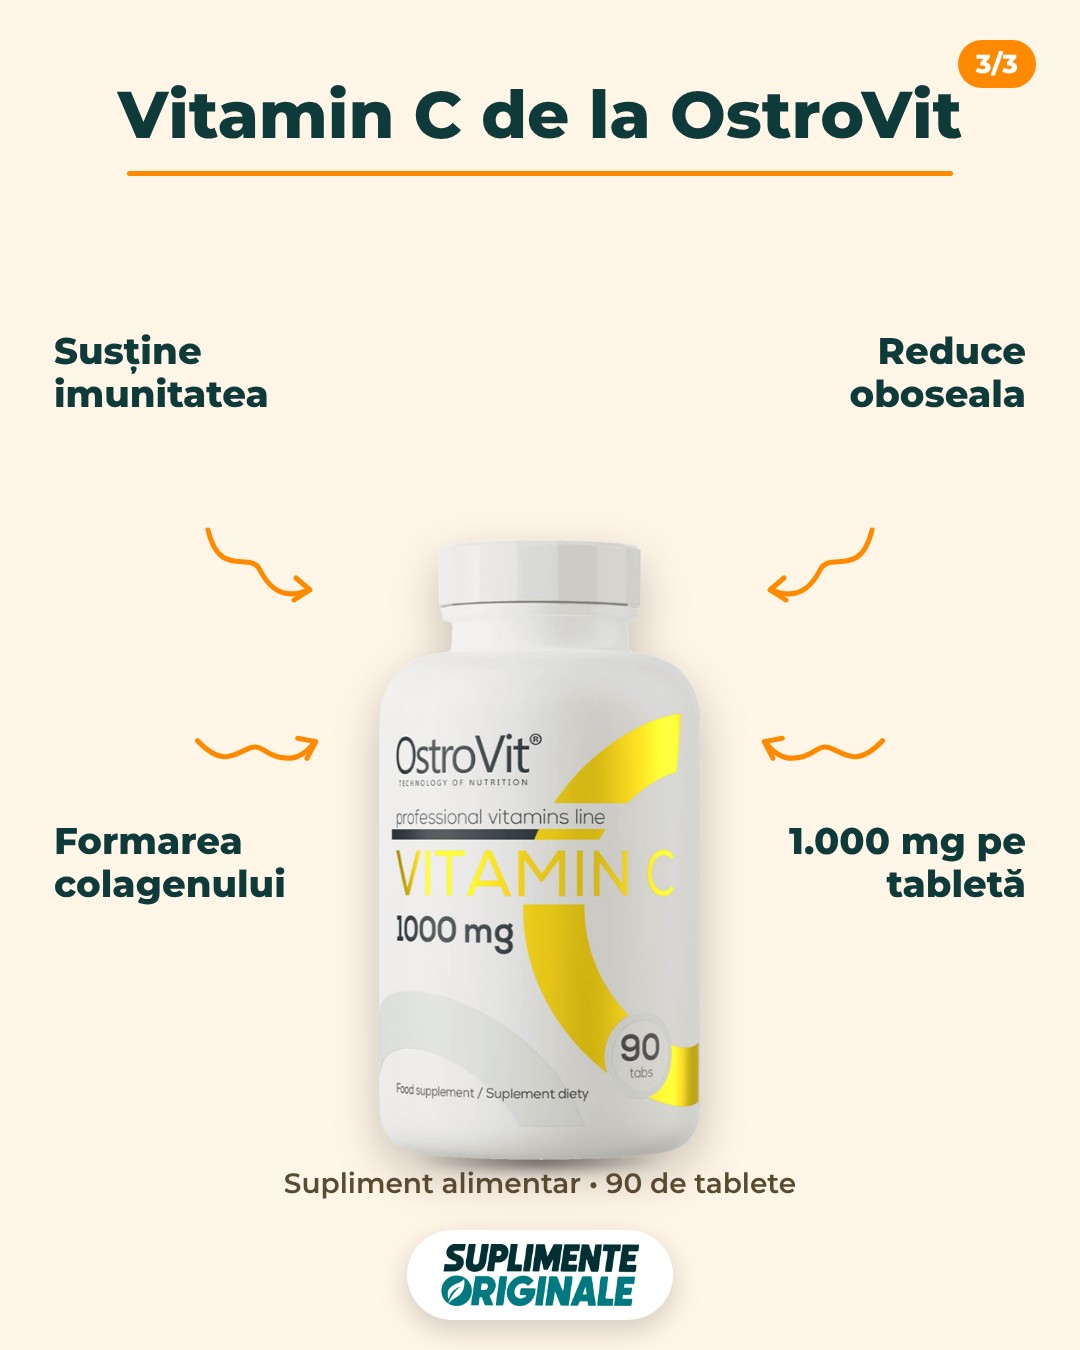 3/3
Vitamin C de la OstroVit
Susține
imunitatea
Reduce
oboseala
Formarea
colagenului
1.000 mg pe
tabletă
OstroVit®
TECHNOLOGY OF NUTRITION
professional vitamins line
VITAMIN C
1000 mg
90
tabs
Food supplement / Suplement diety
Supliment alimentar • 90 de tablete
SUPLIMENTE
ORIGINALE